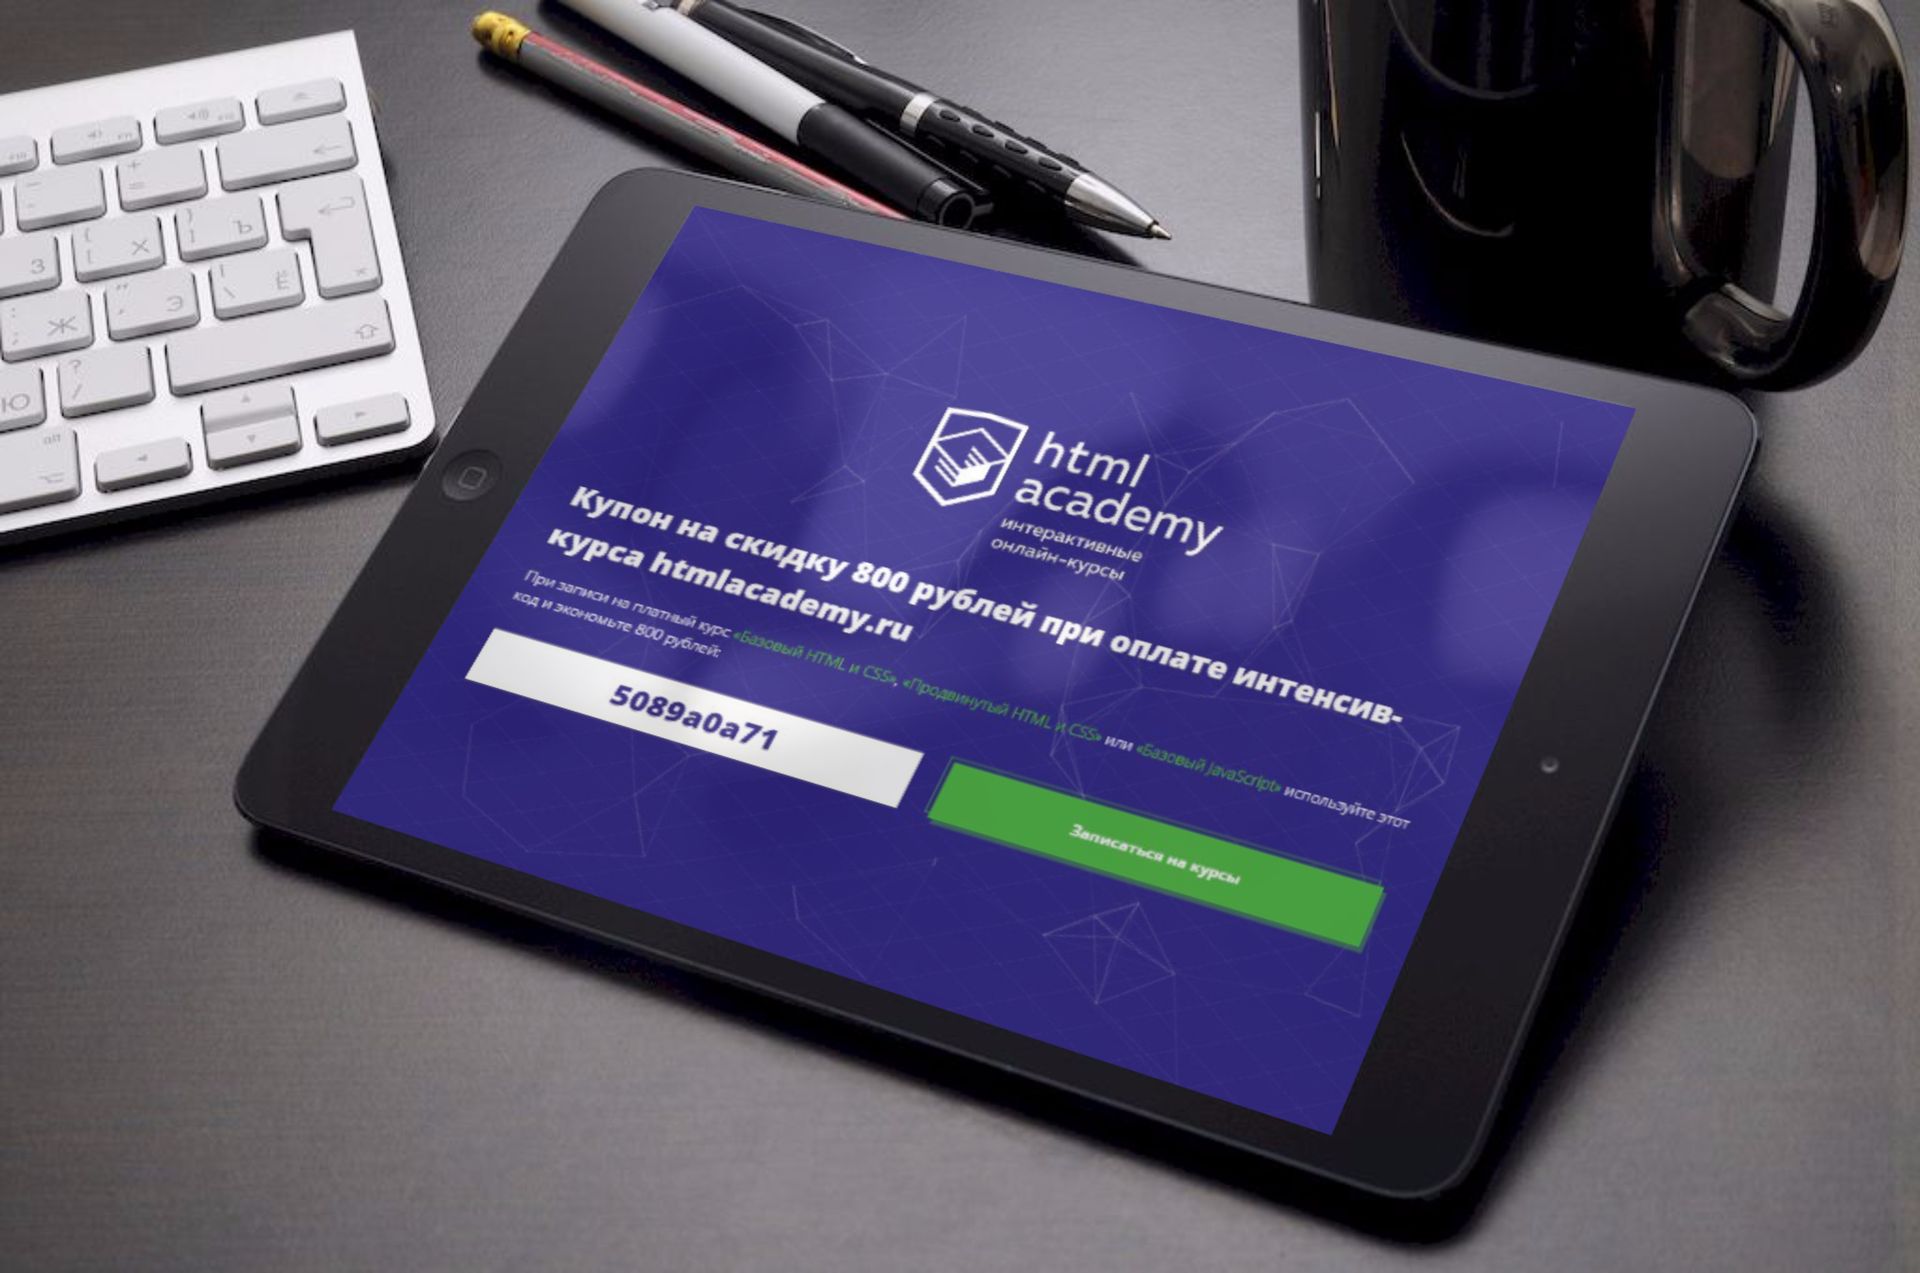 html
academy
интерактивные
онлайн-курсы
Купон на скидку 800 рублей при оплате интенсив-
курса htmlacademy.ru
При записи на платный курс «Базовый HTML и CSS», «Продвинутый HTML и CSS» или «Базовый JavaScript» используйте этот
код и экономьте 800 рублей:
5089a0a71
Записаться на курсы
З
Х
Ъ
Ж
Э
Ё
Ю
alt